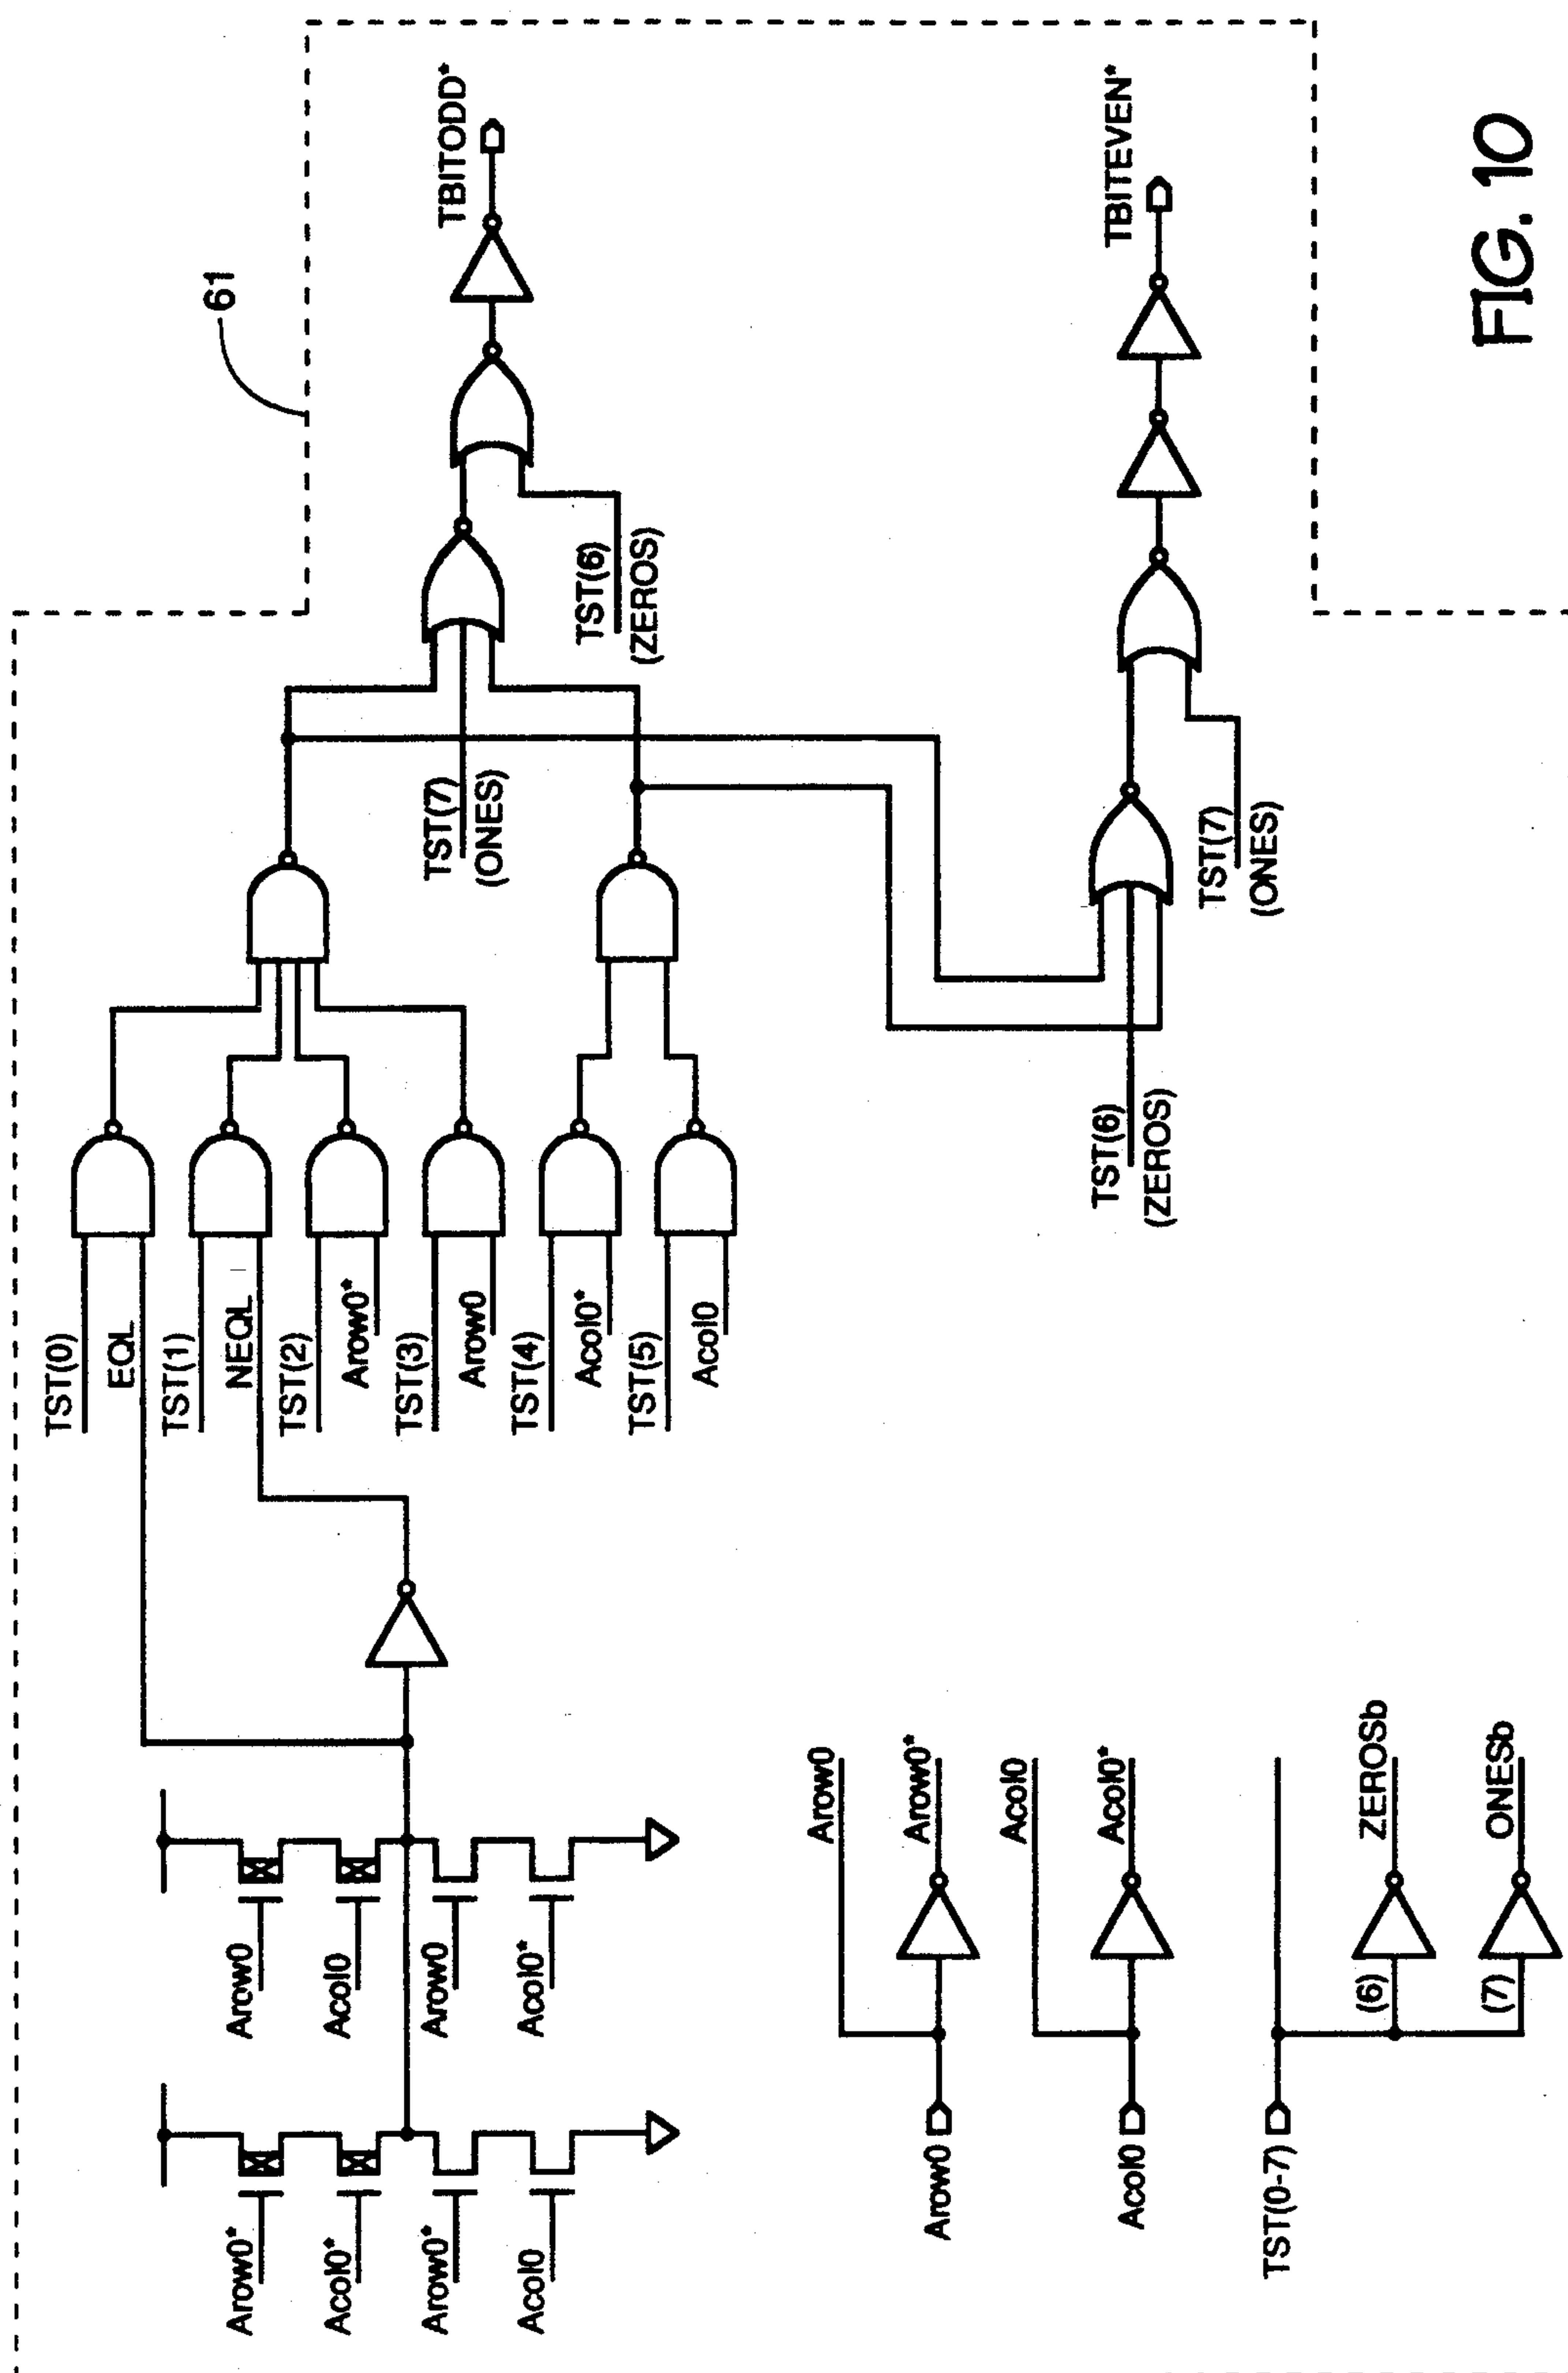 61
TBITODD*
TST(0)
EQL
TST(1)
NEQL
TST(2)
Arow0*
TST(3)
Arow0
TST(4)
Acol0*
TST(5)
Acol0
TST(7)
(ONES)
TST(6)
(ZEROS)
Arow0*
Acol0*
Arow0*
Acol0
Arow0
Acol0
Arow0
Acol0*
TBITEVEN*
TST(6)
(ZEROS)
TST(7)
(ONES)
Arow0
Arow0
Arow0*
Acol0
Acol0
Acol0*
TST(0-7)
(6)
ZEROSb
(7)
ONESb
FIG. 10